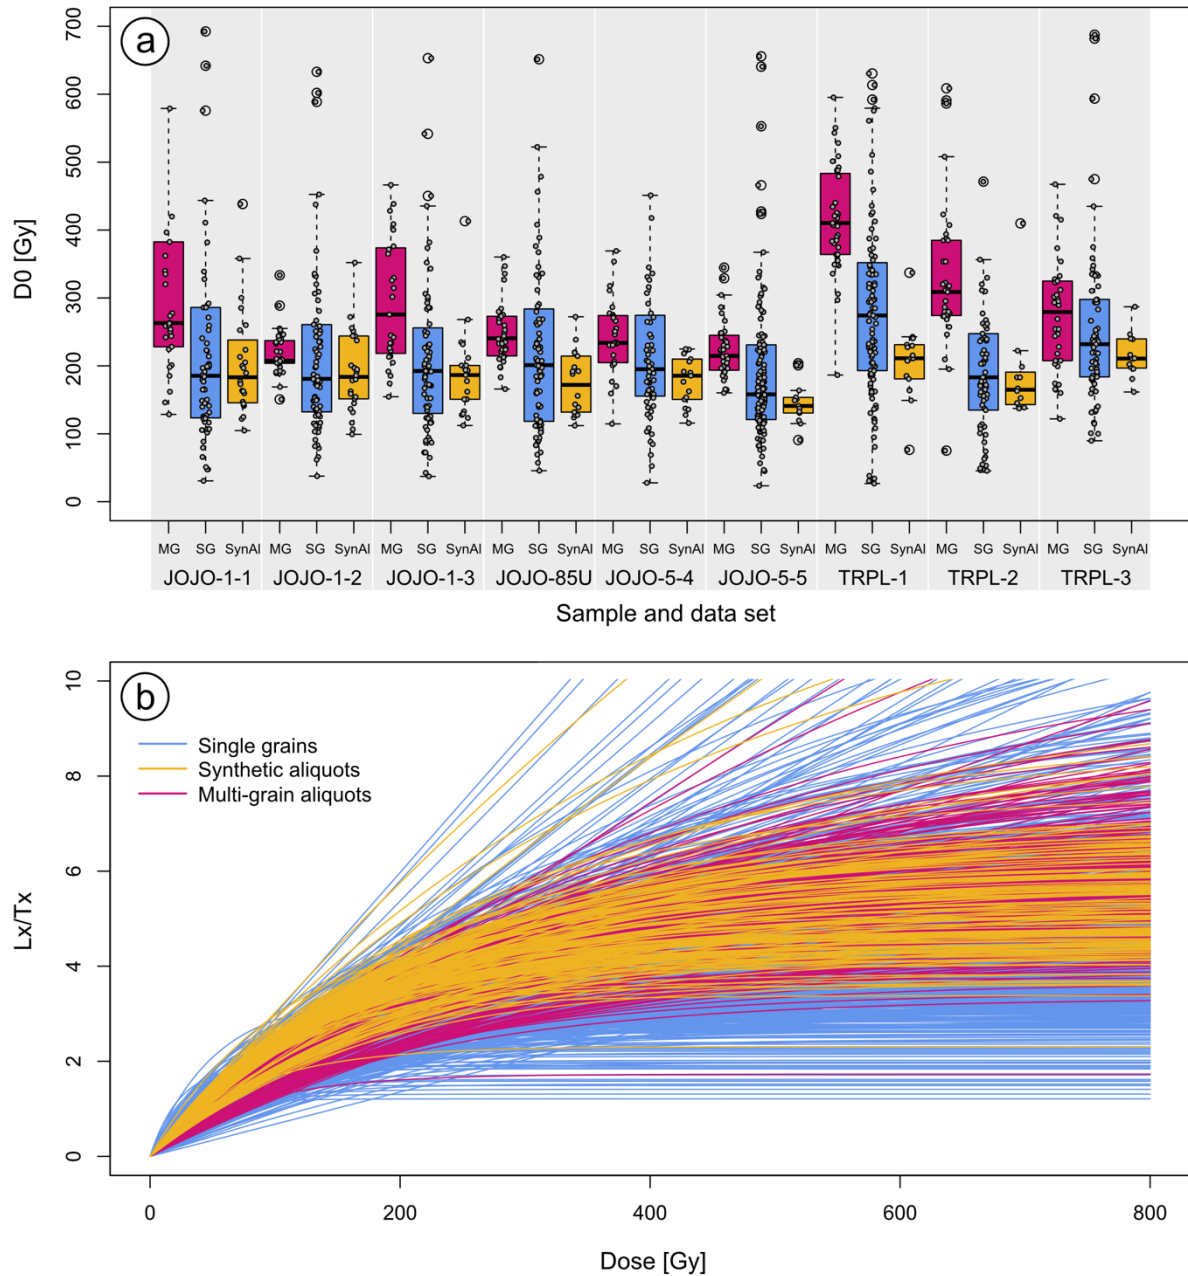 a
700
600
500
400
300
200
100
0
D0 [Gy]
MG SG SynAl MG SG SynAl MG SG SynAl MG SG SynAl MG SG SynAl MG SG SynAl MG SG SynAl MG SG SynAl MG SG SynAl
JOJO-1-1 JOJO-1-2 JOJO-1-3 JOJO-85U JOJO-5-4 JOJO-5-5 TRPL-1 TRPL-2 TRPL-3
Sample and data set
b
10
8
6
4
2
0
Lx/Tx
Single grains
Synthetic aliquots
Multi-grain aliquots
0 200 400 600 800
Dose [Gy]